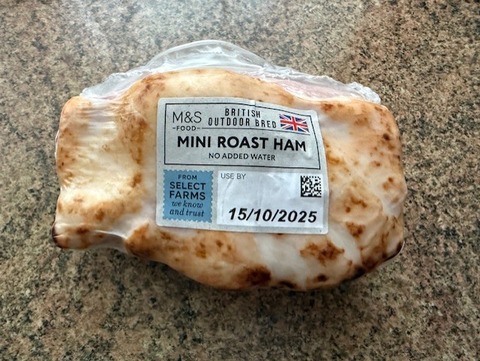 M&S
-FOOD-
BRITISH
OUTDOOR BRED
MINI ROAST HAM
NO ADDED WATER
FROM
SELECT
FARMS
we know
and trust
USE BY
15/10/2025